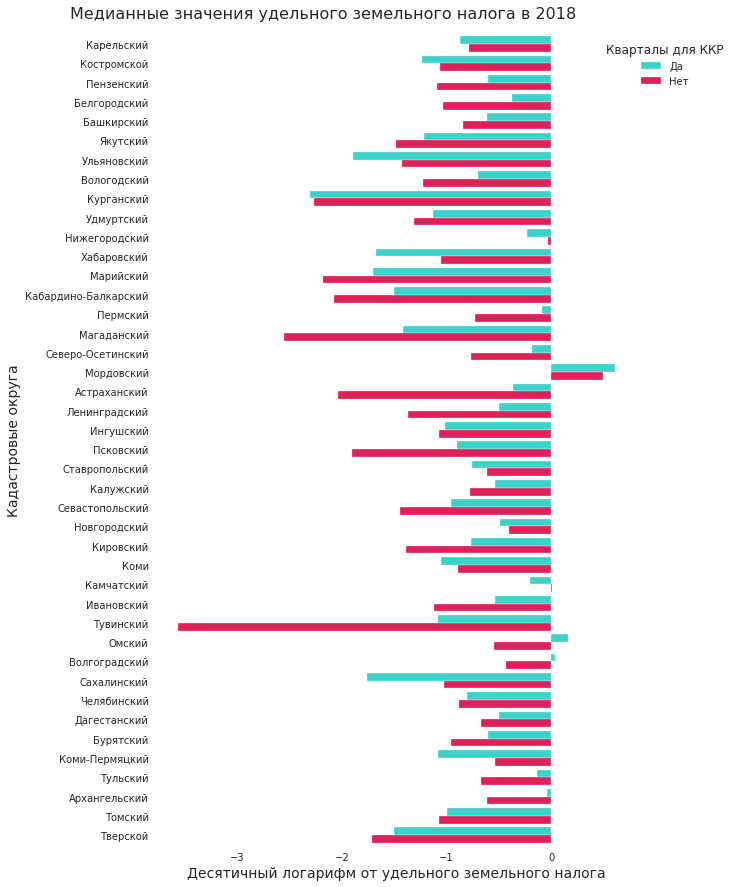 Медианные значения удельного земельного налога в 2018
Кварталы для ККР
Да
Нет
Кадастровые округа
Карельский
Костромской
Пензенский
Белгородский
Башкирский
Якутский
Ульяновский
Вологодский
Курганский
Удмуртский
Нижегородский
Хабаровский
Марийский
Кабардино-Балкарский
Пермский
Магаданский
Северо-Осетинский
Мордовский
Астраханский
Ленинградский
Ингушский
Псковский
Ставропольский
Калужский
Севастопольский
Новгородский
Кировский
Коми
Камчатский
Ивановский
Тувинский
Омский
Волгоградский
Сахалинский
Челябинский
Дагестанский
Бурятский
Коми-Пермяцкий
Тульский
Архангельский
Томский
Тверской
−3 −2 −1 0
Десятичный логарифм от удельного земельного налога